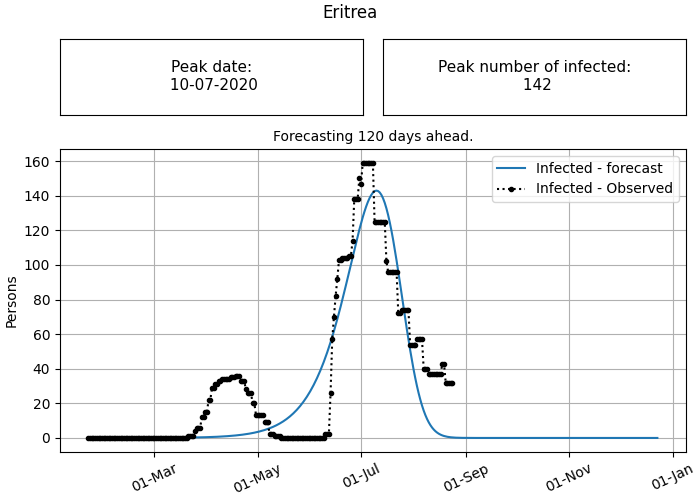 Eritrea
Peak date:
10-07-2020
Peak number of infected:
142
Forecasting 120 days ahead.
160
140
120
100
80
60
40
20
0
Persons
Infected - forecast
Infected - Observed
01-Mar
01-May
01-Jul
01-Sep
01-Nov
01-Jan